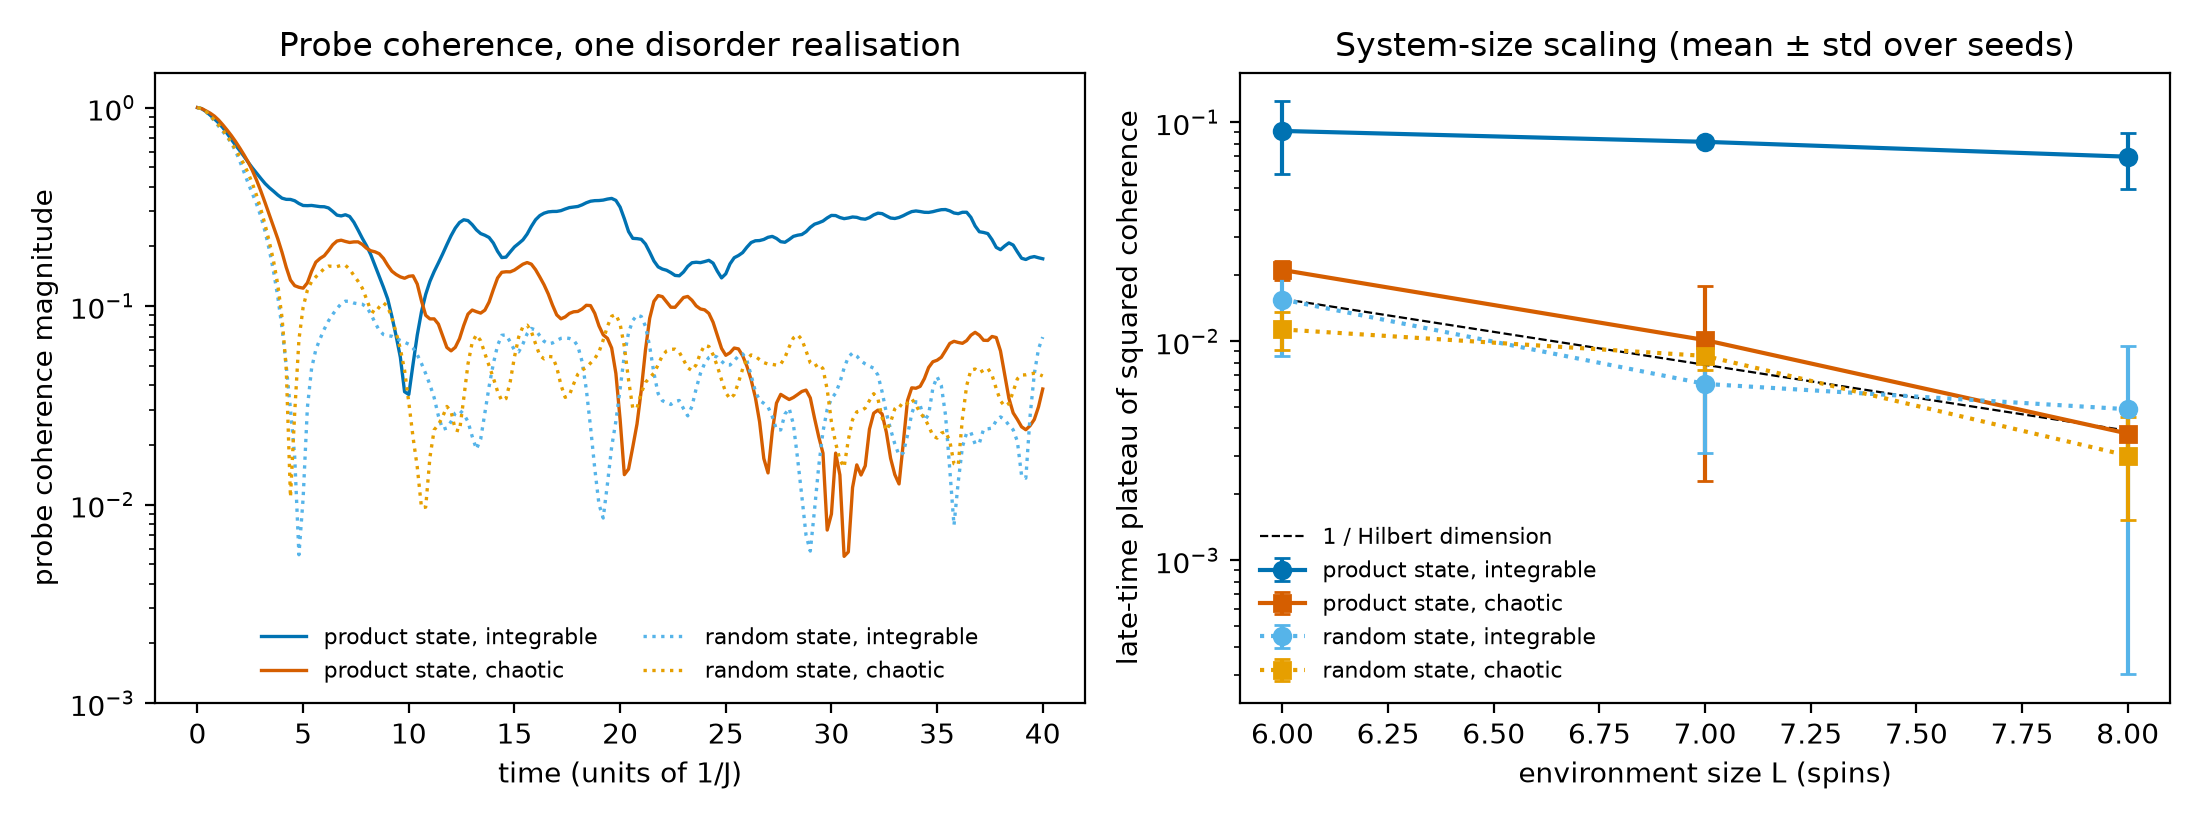 Probe coherence, one disorder realisation
probe coherence magnitude
10⁰
10⁻¹
10⁻²
10⁻³
product state, integrable
product state, chaotic
random state, integrable
random state, chaotic
0 5 10 15 20 25 30 35 40
time (units of 1/J)
System-size scaling (mean ± std over seeds)
late-time plateau of squared coherence
10⁻¹
10⁻²
10⁻³
1 / Hilbert dimension
product state, integrable
product state, chaotic
random state, integrable
random state, chaotic
6.00 6.25 6.50 6.75 7.00 7.25 7.50 7.75 8.00
environment size L (spins)